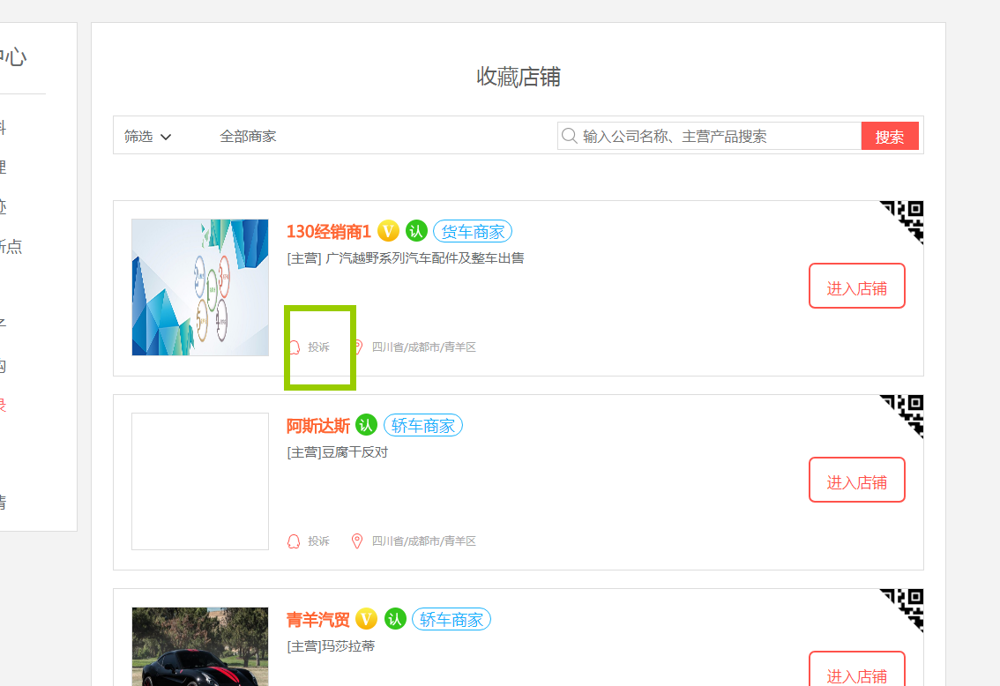 中心
料
理
迹
断点
子
购
录
情
收藏店铺
筛选
全部商家
输入公司名称、主营产品搜索
搜索
130经销商1 V 认 货车商家
[主营] 广汽越野系列汽车配件及整车出售
进入店铺
投诉
四川省/成都市/青羊区
阿斯达斯 认 轿车商家
[主营]豆腐干反对
进入店铺
投诉
四川省/成都市/青羊区
青羊汽贸 V 认 轿车商家
[主营]玛莎拉蒂
进入店铺